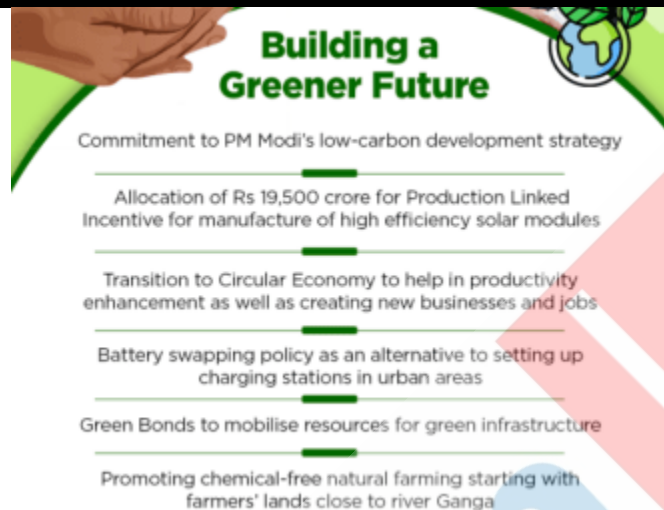 Building a
Greener Future
Commitment to PM Modi's low-carbon development strategy
Allocation of Rs 19,500 crore for Production Linked
Incentive for manufacture of high efficiency solar modules
Transition to Circular Economy to help in productivity
enhancement as well as creating new businesses and jobs
Battery swapping policy as an alternative to setting up
charging stations in urban areas
Green Bonds to mobilise resources for green infrastructure
Promoting chemical-free natural farming starting with
farmers' lands close to river Ganga